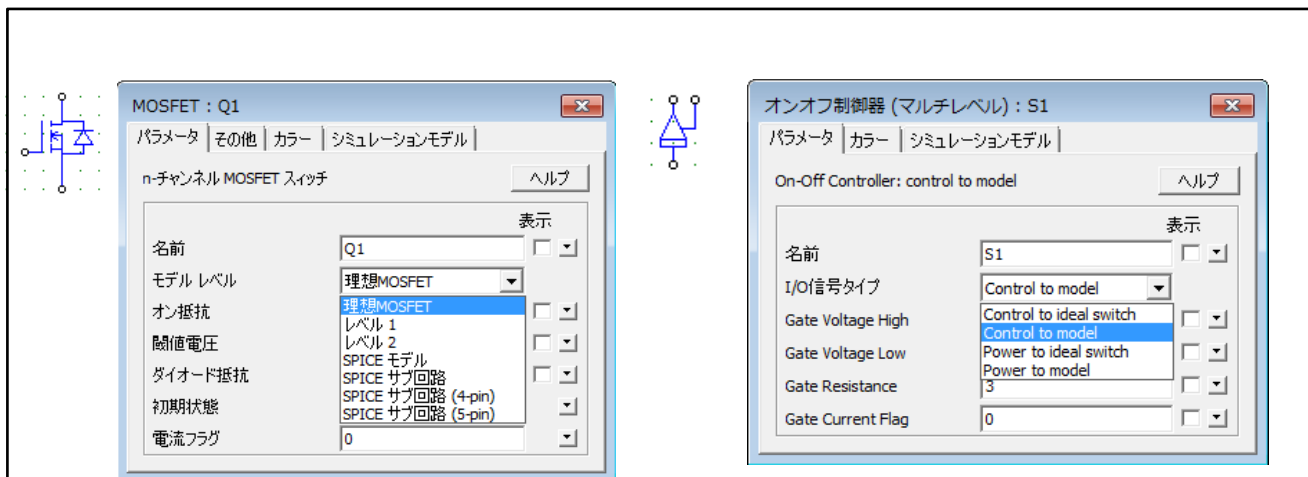 MOSFET：Q1
パラメータ その他 カラー シミュレーションモデル
n-チャンネル MOSFET スイッチ ヘルプ
表示
名前 Q1
モデル レベル 理想MOSFET
オン抵抗 理想MOSFET
レベル 1
閾値電圧 レベル 2
SPICE モデル
ダイオード抵抗 SPICE サブ回路
SPICE サブ回路 (4-pin)
初期状態 SPICE サブ回路 (5-pin)
電流フラグ 0
オンオフ制御器 (マルチレベル)：S1
パラメータ カラー シミュレーションモデル
On-Off Controller: control to model ヘルプ
表示
名前 S1
I/O信号タイプ Control to model
Gate Voltage High Control to ideal switch
Control to model
Gate Voltage Low Power to ideal switch
Power to model
Gate Resistance 3
Gate Current Flag 0